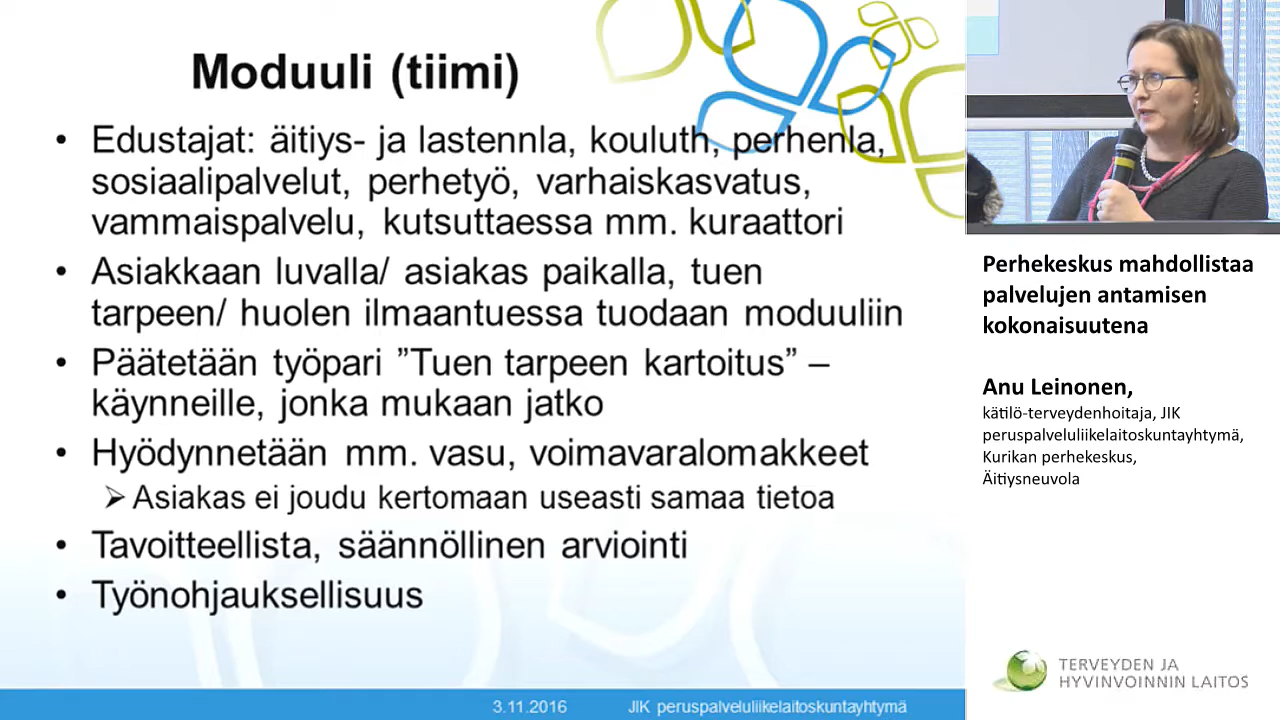 Moduuli (tiimi)
• Edustajat: äitiys- ja lastennla, kouluth, perhenla,
sosiaalipalvelut, perhetyö, varhaiskasvatus,
vammaispalvelu, kutsuttaessa mm. kuraattori
• Asiakkaan luvalla/ asiakas paikalla, tuen
tarpeen/ huolen ilmaantuessa tuodaan moduuliin
• Päätetään työpari ”Tuen tarpeen kartoitus” –
käynneille, jonka mukaan jatko
• Hyödynnetään mm. vasu, voimavaralomakkeet
➢ Asiakas ei joudu kertomaan useasti samaa tietoa
• Tavoitteellista, säännöllinen arviointi
• Työnohjauksellisuus
3.11.2016 JIK peruspalveluliikelaitoskuntayhtymä
Perhekeskus mahdollistaa
palvelujen antamisen
kokonaisuutena
Anu Leinonen,
kätilö-terveydenhoitaja, JIK
peruspalveluliikelaitoskuntayhtymä,
Kurikan perhekeskus,
Äitiysneuvola
TERVEYDEN JA
HYVINVOINNIN LAITOS